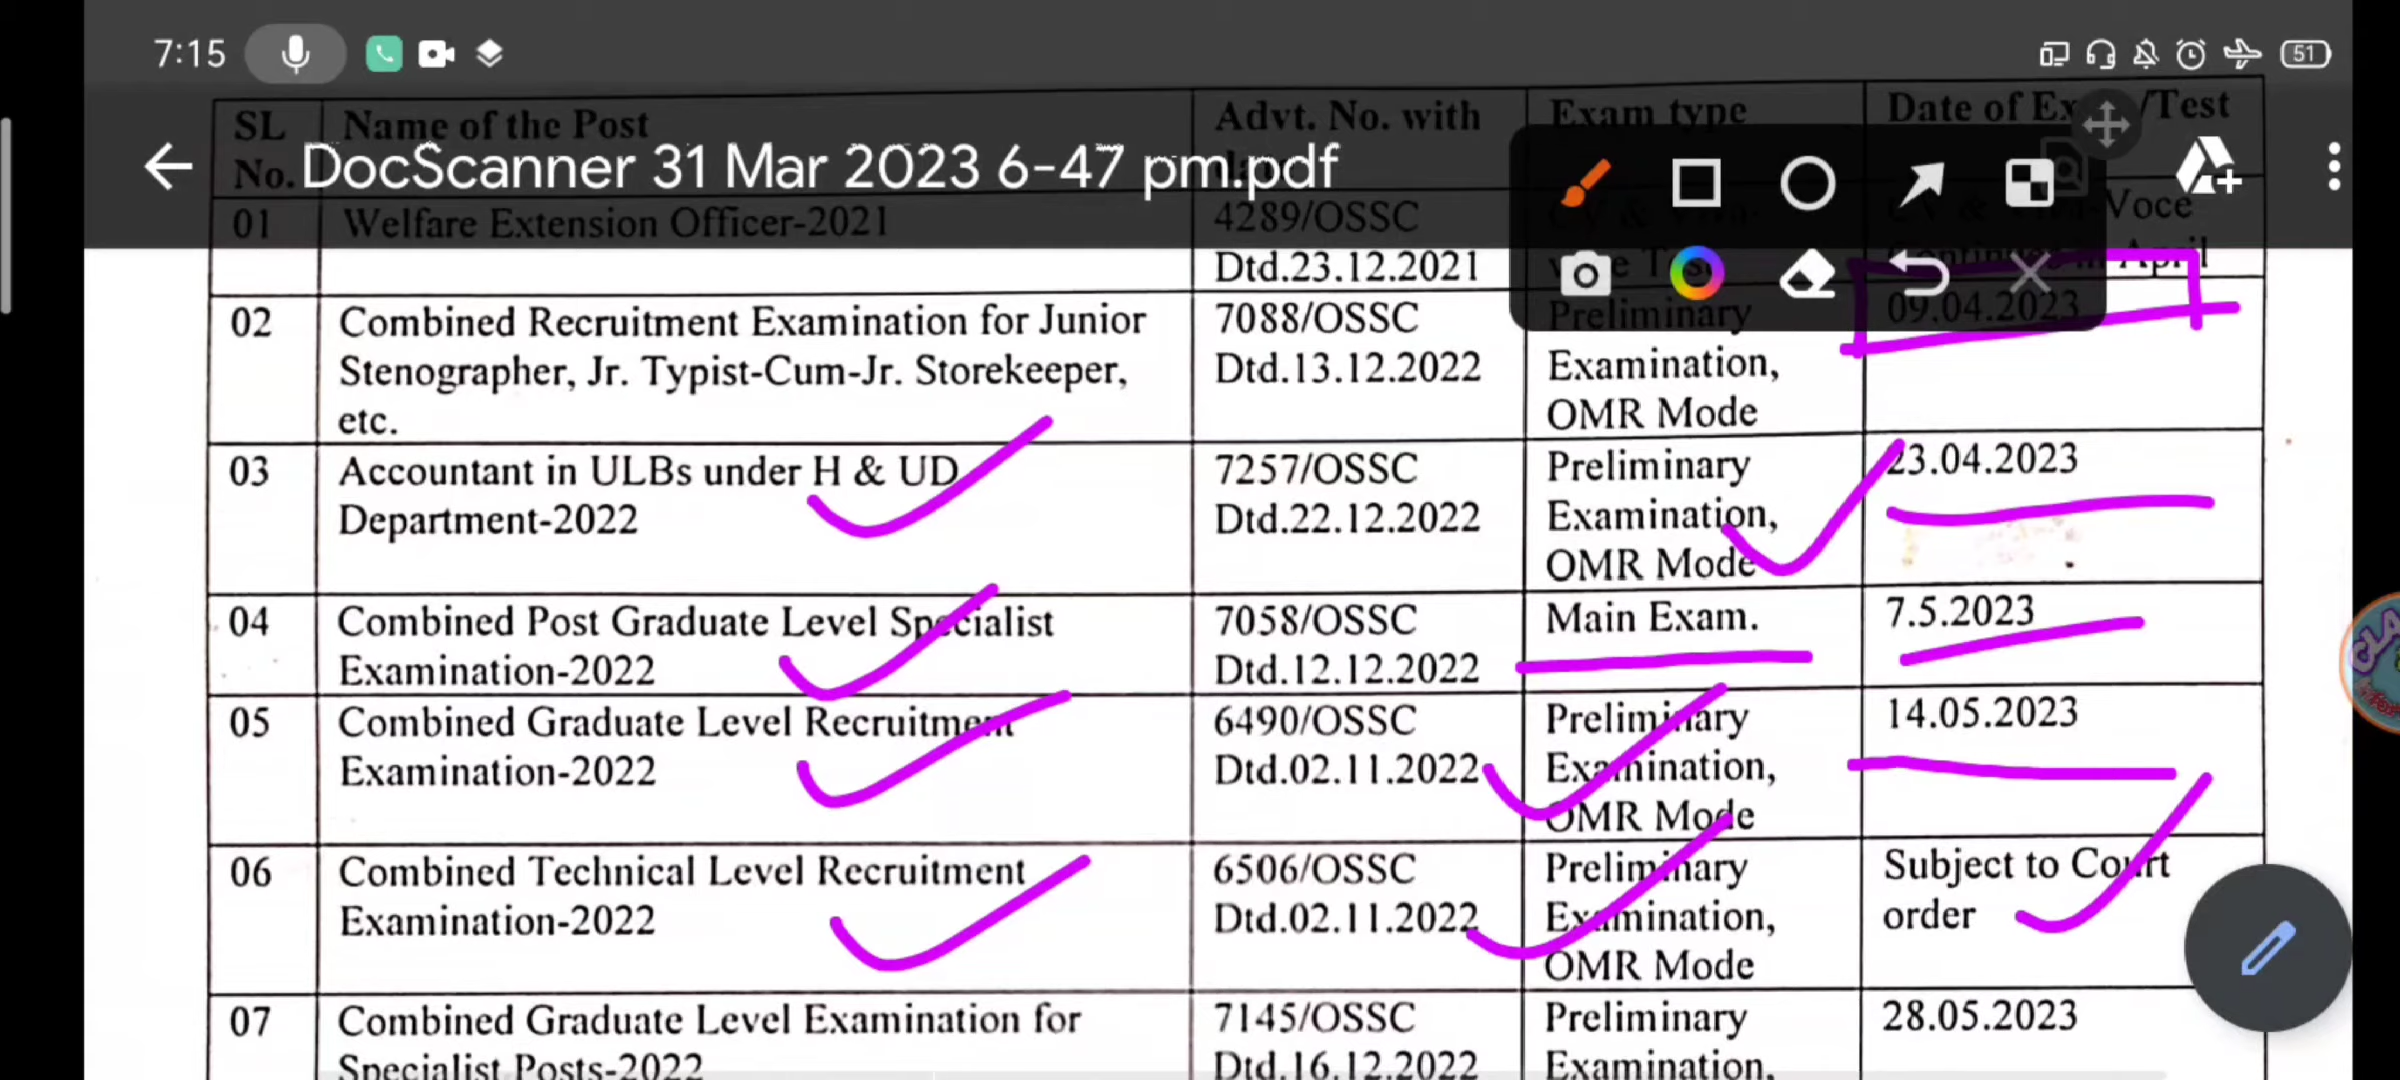 7:15
51
SL
No.
Name of the Post
Advt. No. with
Exam type
Date of Ex /Test
DocScanner 31 Mar 2023 6-47 pm.pdf
01
Welfare Extension Officer-2021
4289/OSSC
Dtd.23.12.2021
Voce
April
02
Combined Recruitment Examination for Junior
Stenographer, Jr. Typist-Cum-Jr. Storekeeper,
etc.
7088/OSSC
Dtd.13.12.2022
Preliminary
Examination,
OMR Mode
09.04.2023
03
Accountant in ULBs under H & UD
Department-2022
7257/OSSC
Dtd.22.12.2022
Preliminary
Examination,
OMR Mode
23.04.2023
04
Combined Post Graduate Level Specialist
Examination-2022
7058/OSSC
Dtd.12.12.2022
Main Exam.
7.5.2023
05
Combined Graduate Level Recruitment
Examination-2022
6490/OSSC
Dtd.02.11.2022
Preliminary
Examination,
OMR Mode
14.05.2023
06
Combined Technical Level Recruitment
Examination-2022
6506/OSSC
Dtd.02.11.2022
Preliminary
Examination,
OMR Mode
Subject to Court
order
07
Combined Graduate Level Examination for
Specialist Posts-2022
7145/OSSC
Dtd.16.12.2022
Preliminary
Examination,
28.05.2023